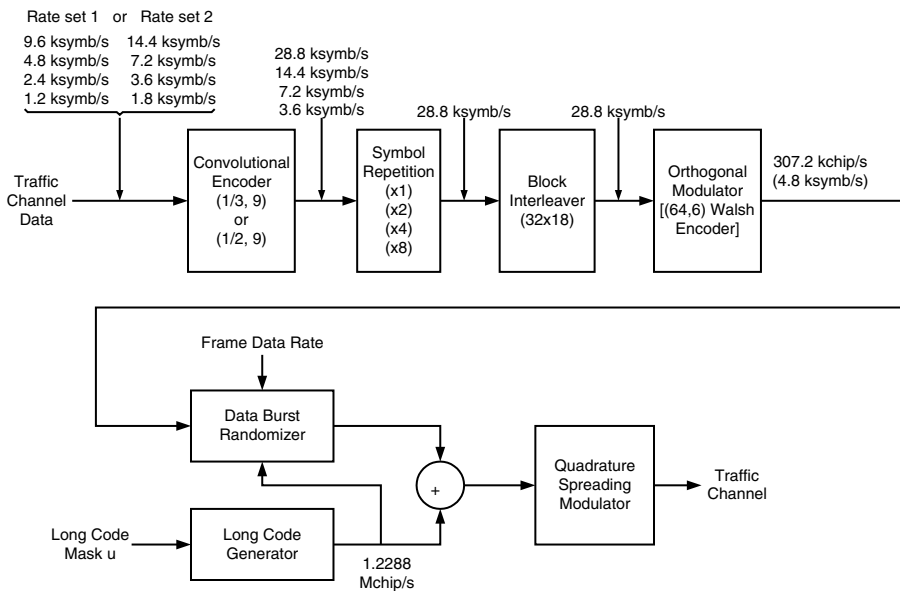 Rate set 1 or Rate set 2
9.6 ksymb/s 14.4 ksymb/s
4.8 ksymb/s 7.2 ksymb/s
2.4 ksymb/s 3.6 ksymb/s
1.2 ksymb/s 1.8 ksymb/s
28.8 ksymb/s
14.4 ksymb/s
7.2 ksymb/s
3.6 ksymb/s
28.8 ksymb/s
28.8 ksymb/s
Traffic
Channel
Data
Convolutional
Encoder
(1/3, 9)
or
(1/2, 9)
Symbol
Repetition
(x1)
(x2)
(x4)
(x8)
Block
Interleaver
(32x18)
Orthogonal
Modulator
[(64,6) Walsh
Encoder]
307.2 kchip/s
(4.8 ksymb/s)
Frame Data Rate
Data Burst
Randomizer
+
Quadrature
Spreading
Modulator
Traffic
Channel
Long Code
Mask u
Long Code
Generator
1.2288
Mchip/s